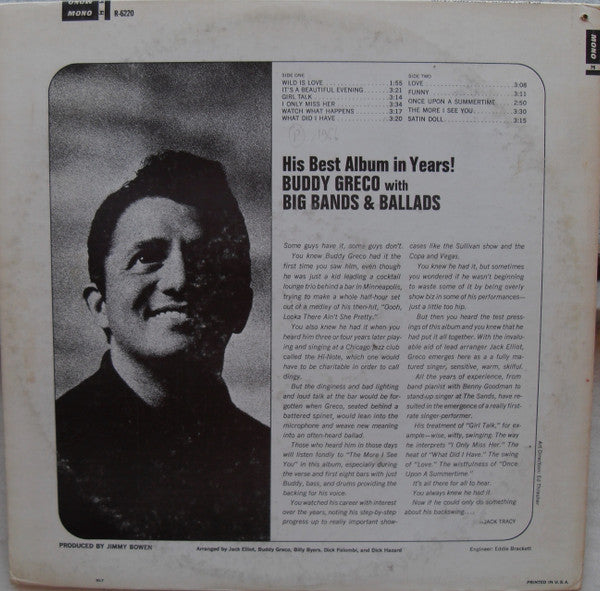 MONO
R-6220
MONO
SIDE ONE
WILD IS LOVE 1:55
IT'S A BEAUTIFUL EVENING 3:21
GIRL TALK 3:14
I ONLY MISS HER 3:34
WATCH WHAT HAPPENS 3:17
WHAT DID I HAVE 3:20
SIDE TWO
LOVE 3:08
FUNNY 3:11
ONCE UPON A SUMMERTIME 2:50
THE MORE I SEE YOU 3:30
SATIN DOLL 3:15
His Best Album in Years!
BUDDY GRECO with
BIG BANDS & BALLADS
Some guys have it, some guys don't.
You knew Buddy Greco had it the
first time you saw him, even though
he was just a kid leading a cocktail
lounge trio behind a bar in Minneapolis,
trying to make a whole half-hour set
out of a medley of his then-hit, "Ooh,
Looka There Ain't She Pretty."
You also knew he had it when you
heard him three or four years later play-
ing and singing at a Chicago jazz club
called the Hi-Note, which one would
have to be charitable in order to call
dingy.
But the dinginess and bad lighting
and loud talk at the bar would be for-
gotten when Greco, seated behind a
battered spinet, would lean into the
microphone and weave new meaning
into an often-heard ballad.
Those who heard him in those days
will listen fondly to "The More I See
You" in this album, especially during
the verse and first eight bars with just
Buddy, bass, and drums providing the
backing for his voice.
You watched his career with interest
over the years, noting his step-by-step
progress up to really important show-
cases like the Sullivan show and the
Copa and Vegas.
You knew he had it, but sometimes
you wondered if he wasn't beginning
to waste some of it by being overly
show biz in some of his performances—
just a little too hip.
But then you heard the test press-
ings of this album and you knew that he
had put it all together. With the invalu-
able aid of lead arranger Jack Elliot,
Greco emerges here as a a fully ma-
tured singer, sensitive, warm, skilful.
All the years of experience, from
band pianist with Benny Goodman to
stand-up singer at The Sands, have re-
sulted in the emergence of a really first-
rate singer-performer.
His treatment of "Girl Talk," for ex-
ample—wise, witty, swinging. The way
he interprets "I Only Miss Her." The
heat of "What Did I Have." The swing
of "Love." The wistfulness of "Once
Upon A Summertime."
It's all there for all to hear.
You always knew he had it.
Now if he could only do something
about his backswing....
—JACK TRACY
Art Direction: Ed Thrasher
PRODUCED BY JIMMY BOWEN
Arranged by Jack Elliot, Buddy Greco, Billy Byers, Dick Palombi, and Dick Hazard
Engineer: Eddie Brackett
PRINTED IN U.S.A.